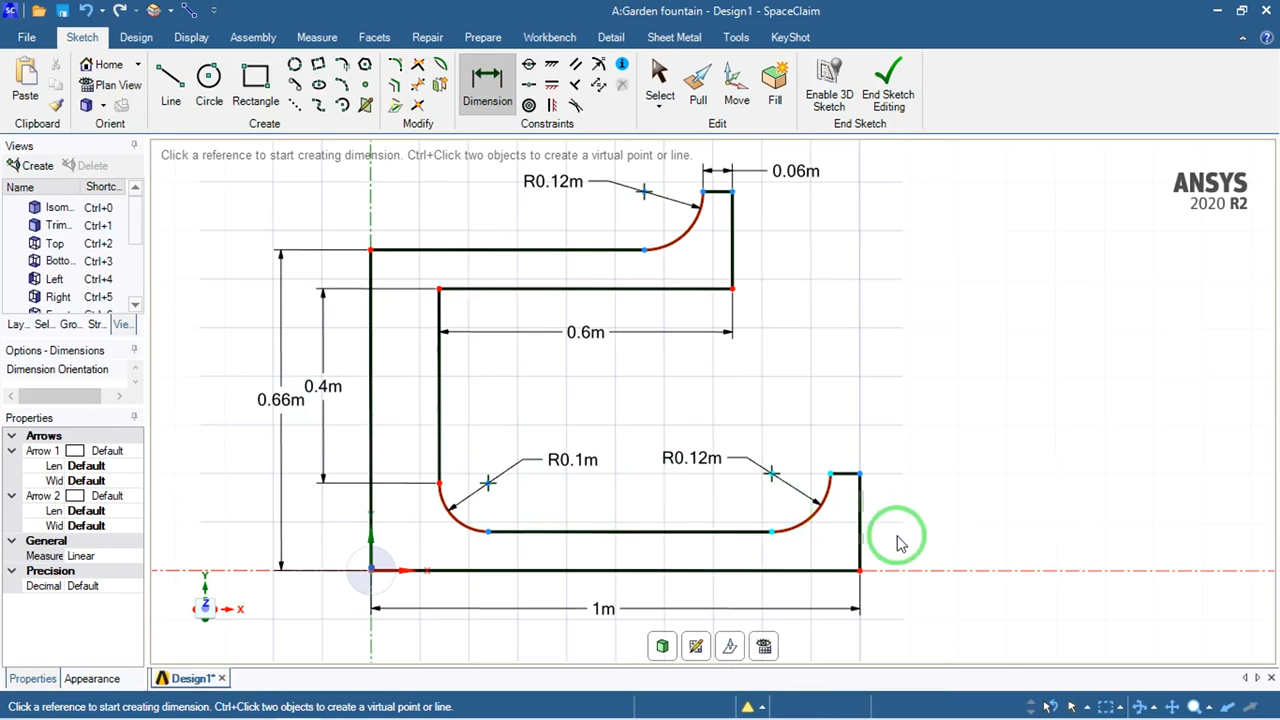 A:Garden fountain - Design1 - SpaceClaim
File Sketch Design Display Assembly Measure Facets Repair Prepare Workbench Detail Sheet Metal Tools KeyShot
Paste
Clipboard
Home
Plan View
Orient
Line
Circle
Rectangle
Create
Modify
Dimension
Constraints
Select
Pull
Move
Fill
Edit
Enable 3D
Sketch
End Sketch
Editing
End Sketch
Views
Create Delete
Name Shortc...
Isom... Ctrl+0
Trim... Ctrl+1
Top Ctrl+2
Botto... Ctrl+3
Left Ctrl+4
Right Ctrl+5
Lay... Sel... Gro... Str... Vie...
Options - Dimensions
Dimension Orientation
Properties
Arrows
Arrow 1 Default
Len Default
Wid Default
Arrow 2 Default
Len Default
Wid Default
General
Measure Linear
Precision
Decimal Default
Properties Appearance
Click a reference to start creating dimension. Ctrl+Click two objects to create a virtual point or line.
ANSYS
2020 R2
R0.12m
0.06m
0.6m
0.4m
0.66m
R0.1m
R0.12m
1m
Y
Z
X
Design1*
Click a reference to start creating dimension. Ctrl+Click two objects to create a virtual point or line.